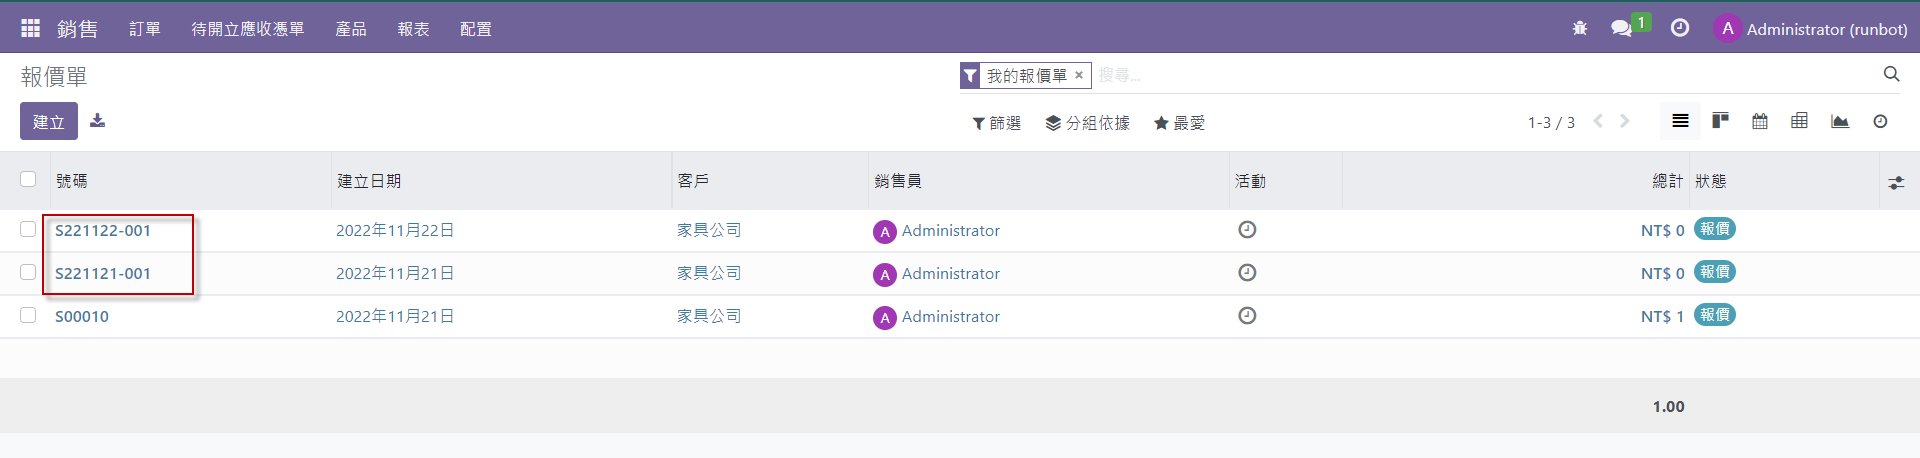 銷售 訂單 待開立應收憑單 產品 報表 配置 1 A Administrator (runbot)
報價單 我的報價單 × 搜尋...
建立 篩選 分組依據 最愛 1-3 / 3
號碼 建立日期 客戶 銷售員 活動 總計 狀態
S221122-001 2022年11月22日 家具公司 A Administrator NT$ 0 報價
S221121-001 2022年11月21日 家具公司 A Administrator NT$ 0 報價
S00010 2022年11月21日 家具公司 A Administrator NT$ 1 報價
1.00